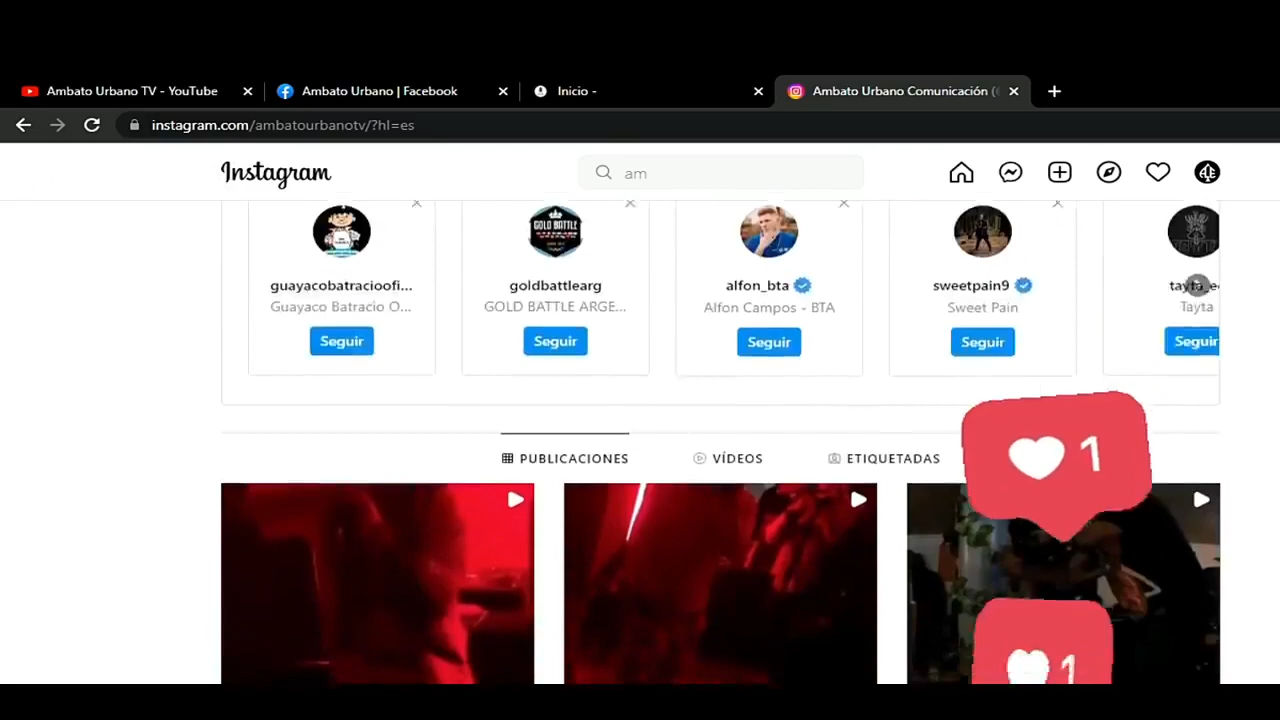 Ambato Urbano TV - YouTube
Ambato Urbano | Facebook
Inicio -
Ambato Urbano Comunicación (
instagram.com/ambatourbanotv/?hl=es
Instagram
am
guayacobatracioofi...
goldbattlearg
alfon_bta
sweetpain9
Guayaco Batracio O...
GOLD BATTLE ARGE...
Alfon Campos - BTA
Sweet Pain
Tayta
Seguir
Seguir
Seguir
Seguir
Seguir
PUBLICACIONES
VÍDEOS
ETIQUETADAS
1
1
GOLD BATTLE